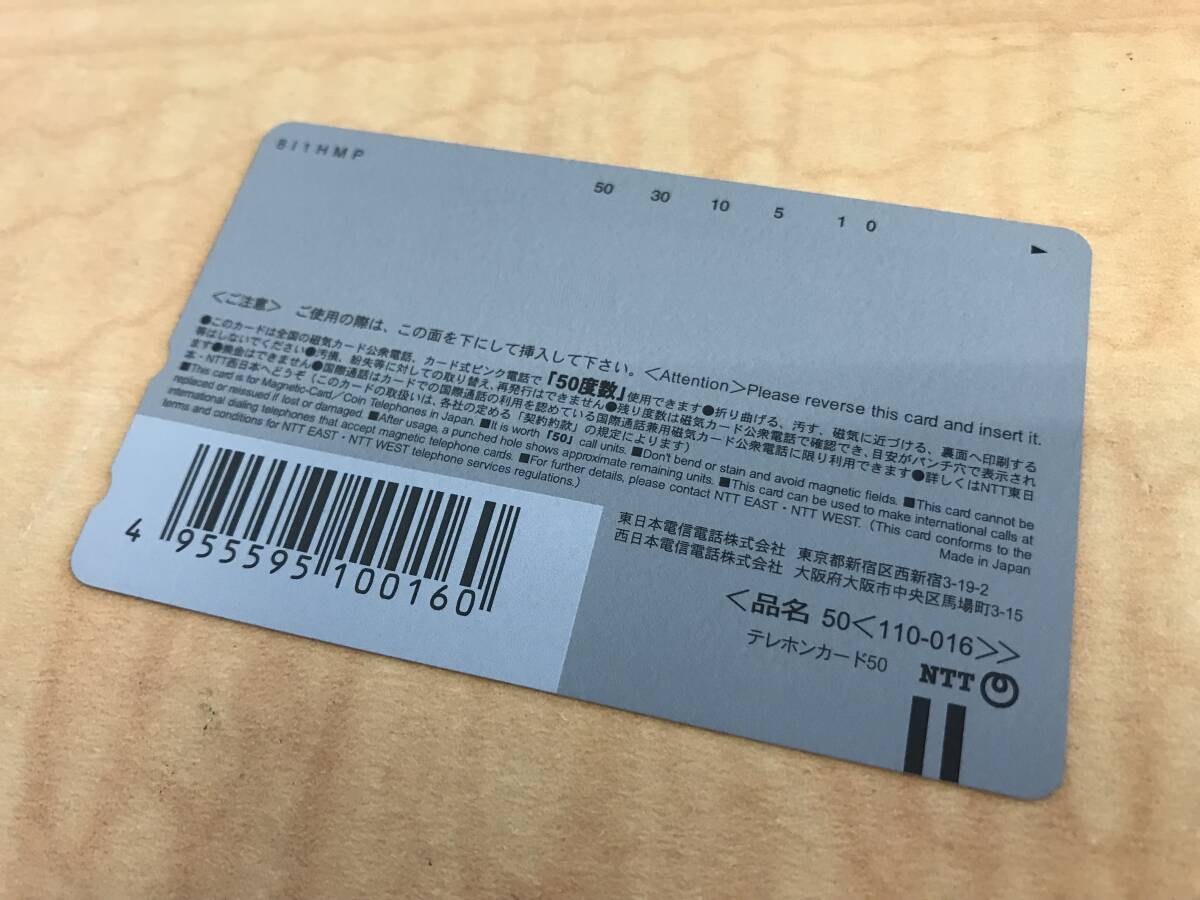 BItHMP
50 30 10 5 1 0
<ご注意> ご使用の際は、この面を下にして挿入して下さい。<Attention>Please reverse this card and insert it.
●このカードは全国の磁気カード公衆電話、カード式ピンク電話で「50度数」使用できます●折り曲げる、汚す、磁気に近づける、裏面へ印刷する
等はしないでください●汚損、紛失等に対しての取り替え、再発行はできません●残り度数は磁気カード公衆電話で確認でき、目安がパンチ穴で表示され
ます●換金はできません●国際通話はカードでの国際通話の利用を認めている国際通話兼用磁気カード公衆電話に限り利用できます●詳しくはNTT東日
本・NTT西日本へどうぞ(このカードの取扱いは、各社の定める「契約約款」の規定によります)
■This card is for Magnetic-Card/Coin Telephones in Japan. ■It is worth「50」call units. ■Don't bend or stain and avoid magnetic fields. ■This card cannot be
replaced or reissued if lost or damaged. ■After usage, a punched hole shows approximate remaining units. ■This card can be used to make international calls at
international dialing telephones that accept magnetic telephone cards. ■For further details, please contact NTT EAST・NTT WEST. (This card conforms to the
terms and conditions for NTT EAST・NTT WEST telephone services regulations.)
Made in Japan
東日本電信電話株式会社 東京都新宿区西新宿3-19-2
西日本電信電話株式会社 大阪府大阪市中央区馬場町3-15
<品名 50<110-016>>
テレホンカード50
NTT
4 955595 100160